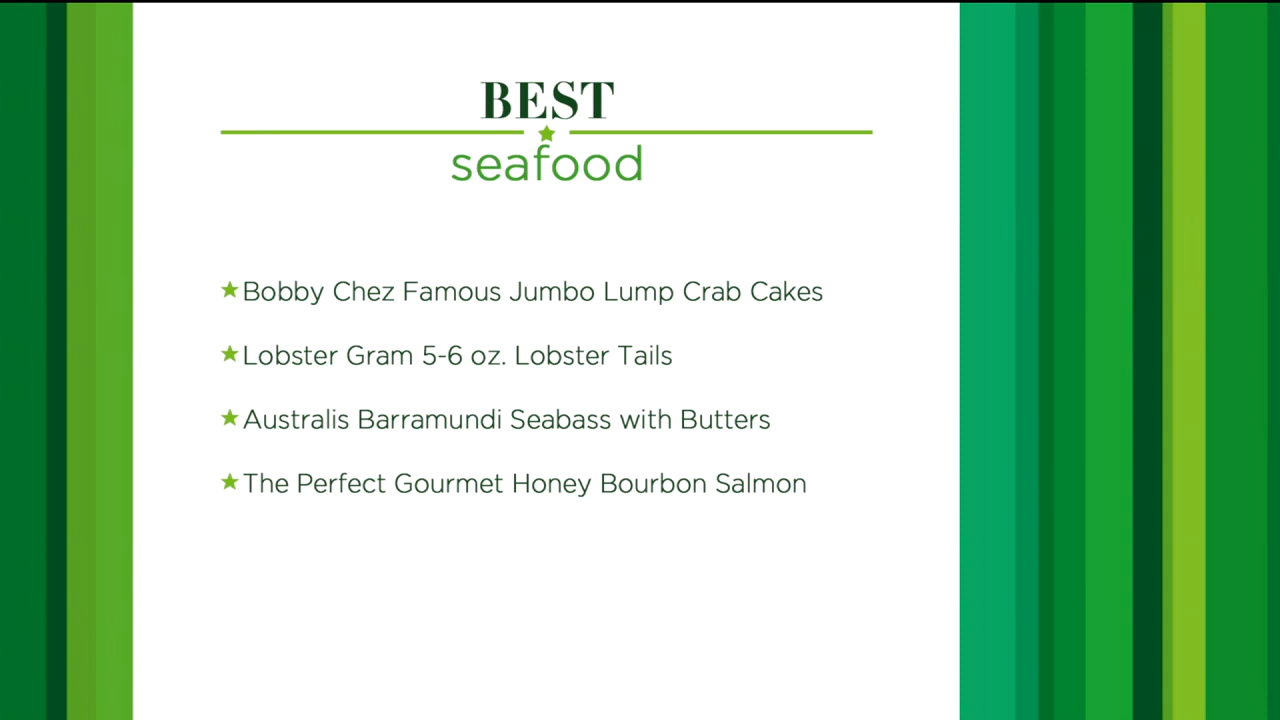 BEST
seafood
Bobby Chez Famous Jumbo Lump Crab Cakes
Lobster Gram 5-6 oz. Lobster Tails
Australis Barramundi Seabass with Butters
The Perfect Gourmet Honey Bourbon Salmon